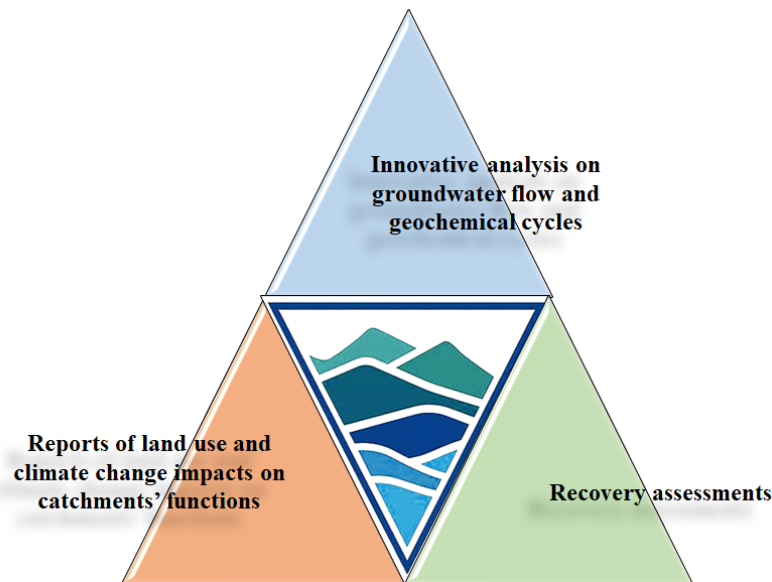 Innovative analysis on
groundwater flow and
geochemical cycles
Reports of land use and
climate change impacts on
catchments’ functions
Recovery assessments